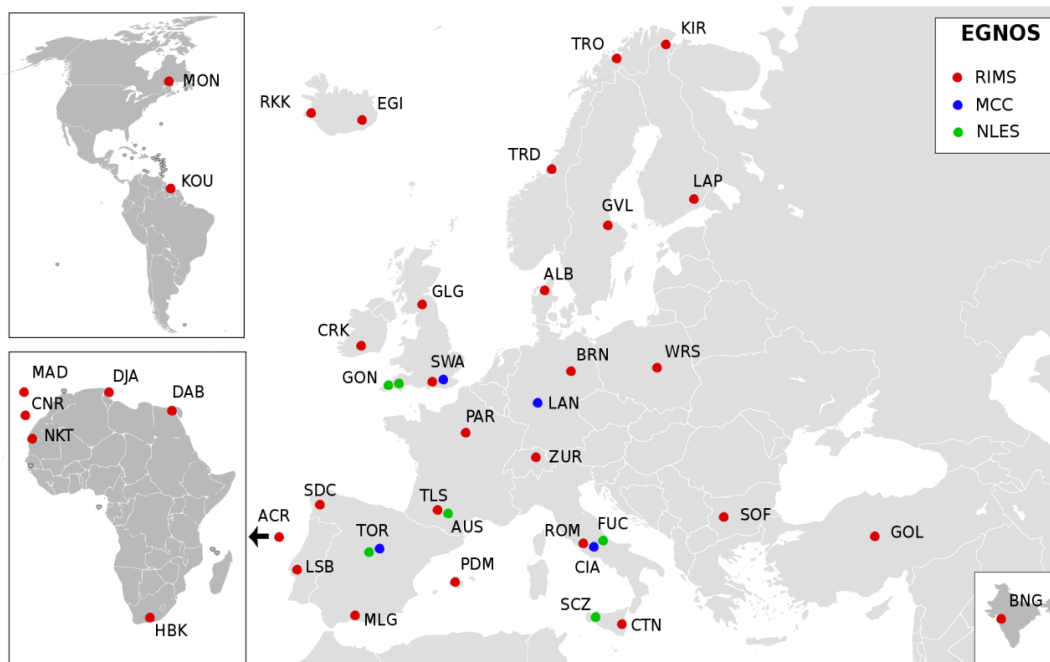 EGNOS
RIMS
MCC
NLES
MON
KOU
MAD
DJA
DAB
CNR
NKT
HBK
KIR
TRO
RKK
EGI
TRD
LAP
GVL
ALB
GLG
CRK
SWA
GON
BRN
WRS
LAN
PAR
ZUR
SDC
TLS
AUS
ACR
TOR
ROM
FUC
CIA
SOF
GOL
LSB
PDM
MLG
SCZ
CTN
BNG